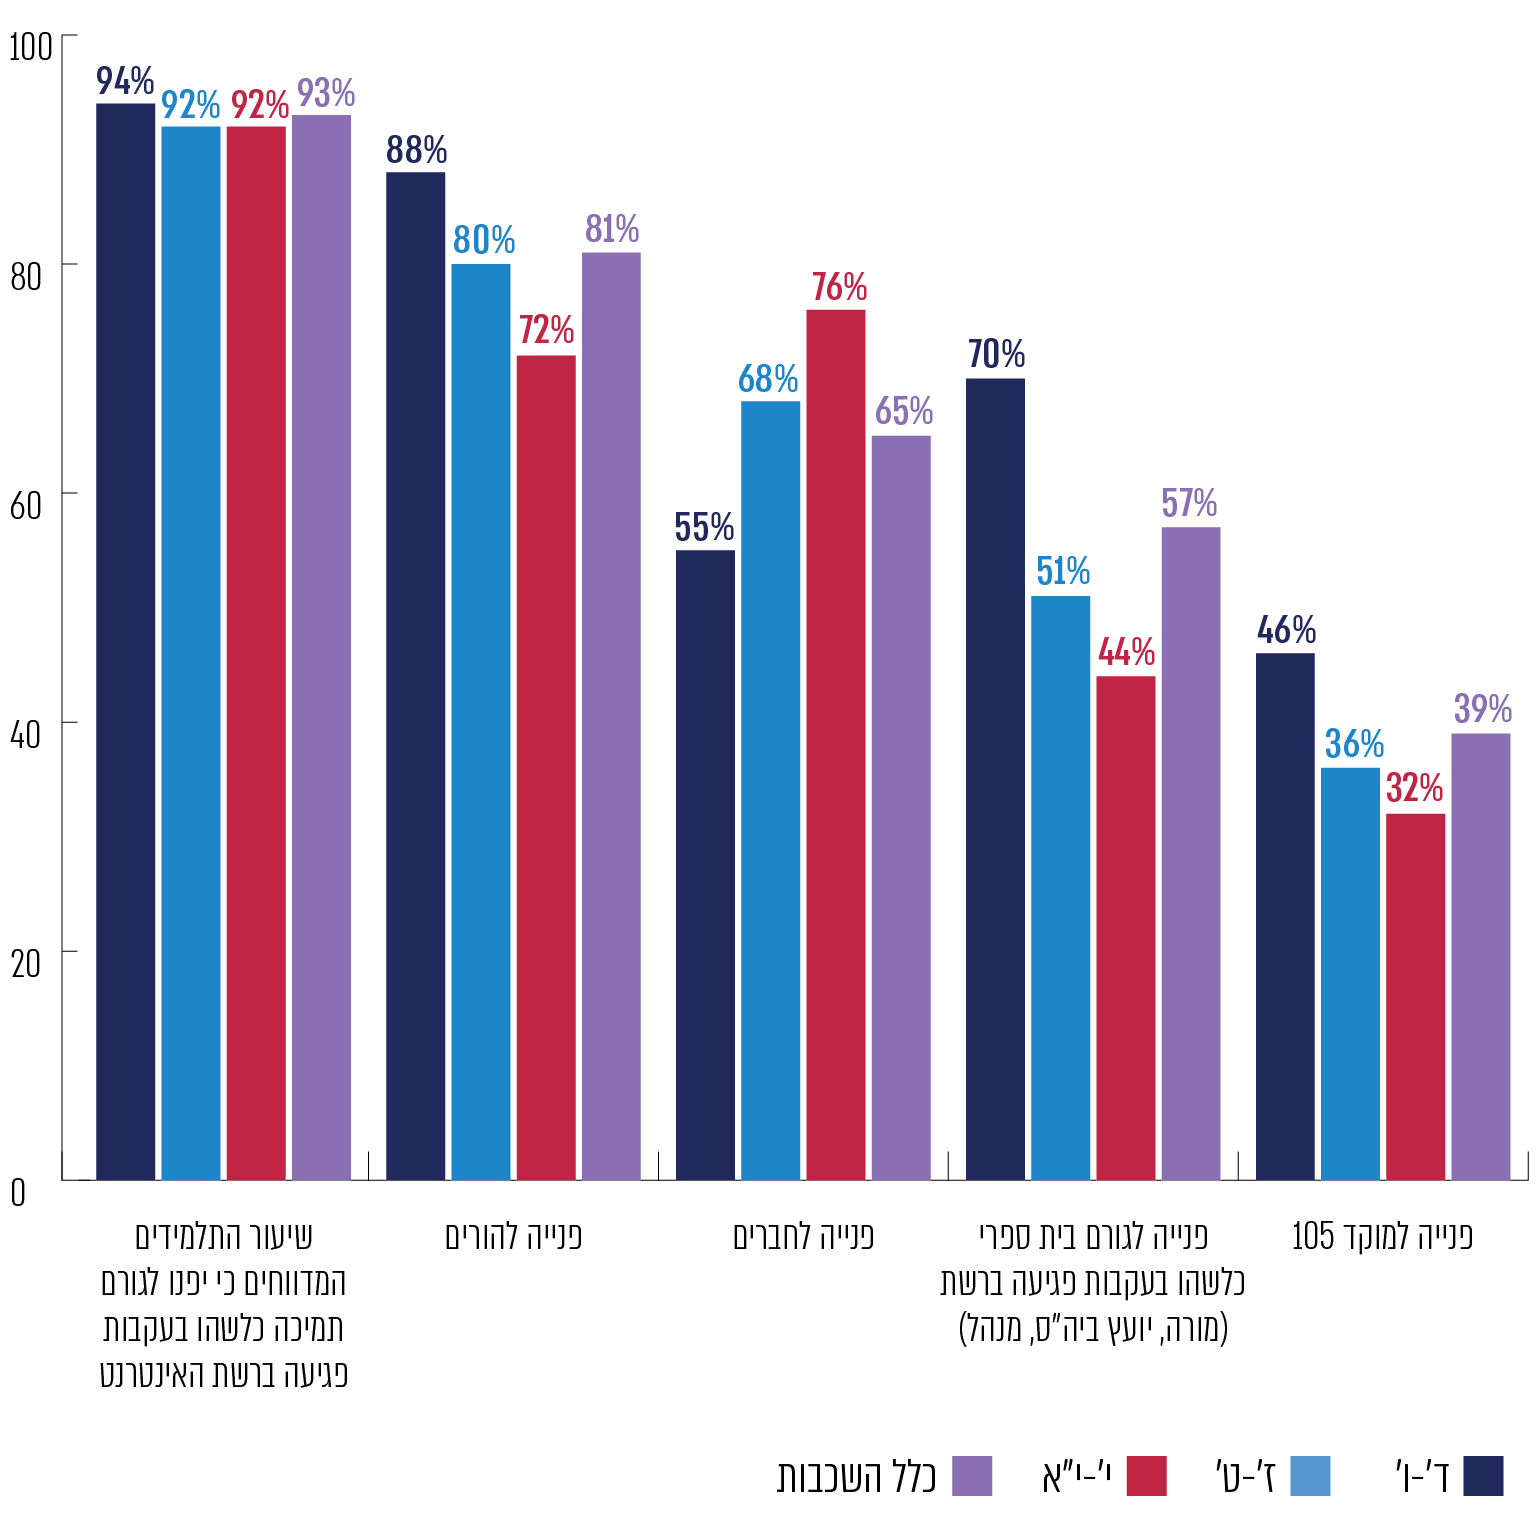 100
80
60
40
20
0
94% 92% 92% 93%
88% 80% 72% 81%
55% 68% 76% 65%
70% 51% 44% 57%
46% 36% 32% 39%
שיעור התלמידים
המדווחים כי יפנו לגורם
תמיכה כלשהו בעקבות
פגיעה ברשת האינטרנט
פנייה להורים
פנייה לחברים
פנייה לגורם בית ספרי
כלשהו בעקבות פגיעה ברשת
(מורה, יועץ ביה"ס, מנהל)
פנייה למוקד 105
ד'-ו'
ז'-ט'
י'-י"א
כלל השכבות